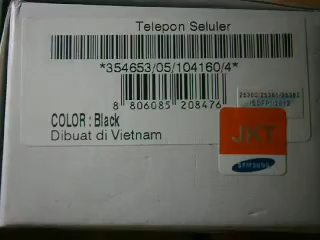 Telepon Seluler
*354653/05/104160/4*
8 806085 208476
COLOR : Black
Dibuat di Vietnam
JKT
SAMSUNG